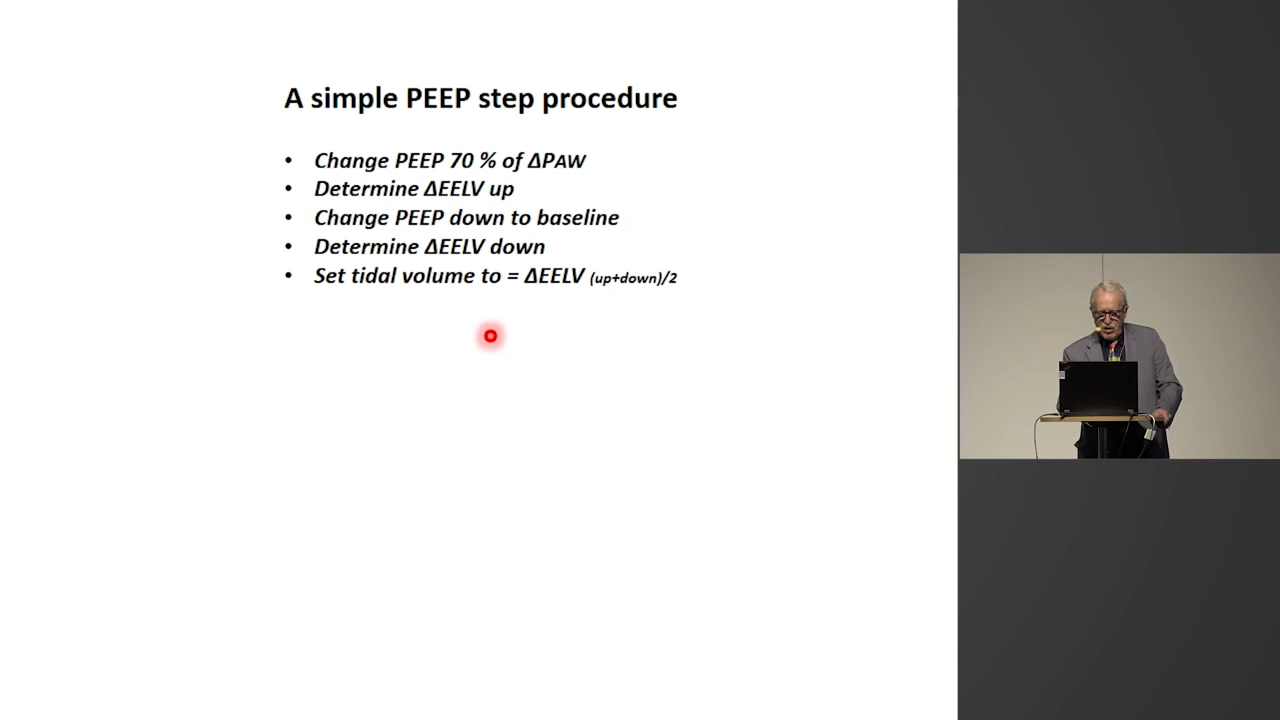 A simple PEEP step procedure
• Change PEEP 70 % of ΔPAW
• Determine ΔEELV up
• Change PEEP down to baseline
• Determine ΔEELV down
• Set tidal volume to = ΔEELV (up+down)/2